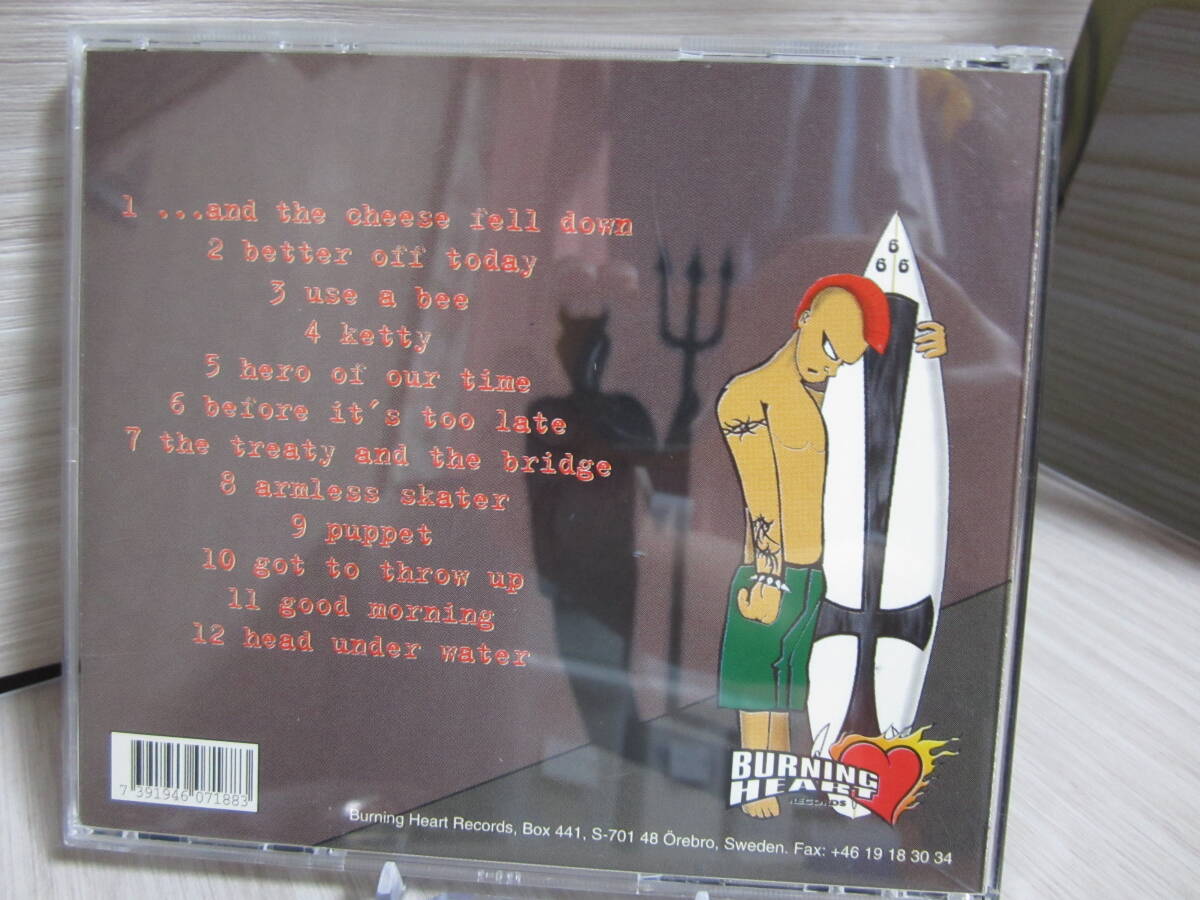 1 ...and the cheese fell down
2 better off today
3 use a bee
4 ketty
5 hero of our time
6 before it's too late
7 the treaty and the bridge
8 armless skater
9 puppet
10 got to throw up
11 good morning
12 head under water
6
6 6
BURNING
HEART
RECORDS
7 391946 071883
Burning Heart Records, Box 441, S-701 48 Örebro, Sweden. Fax: +46 19 18 30 34